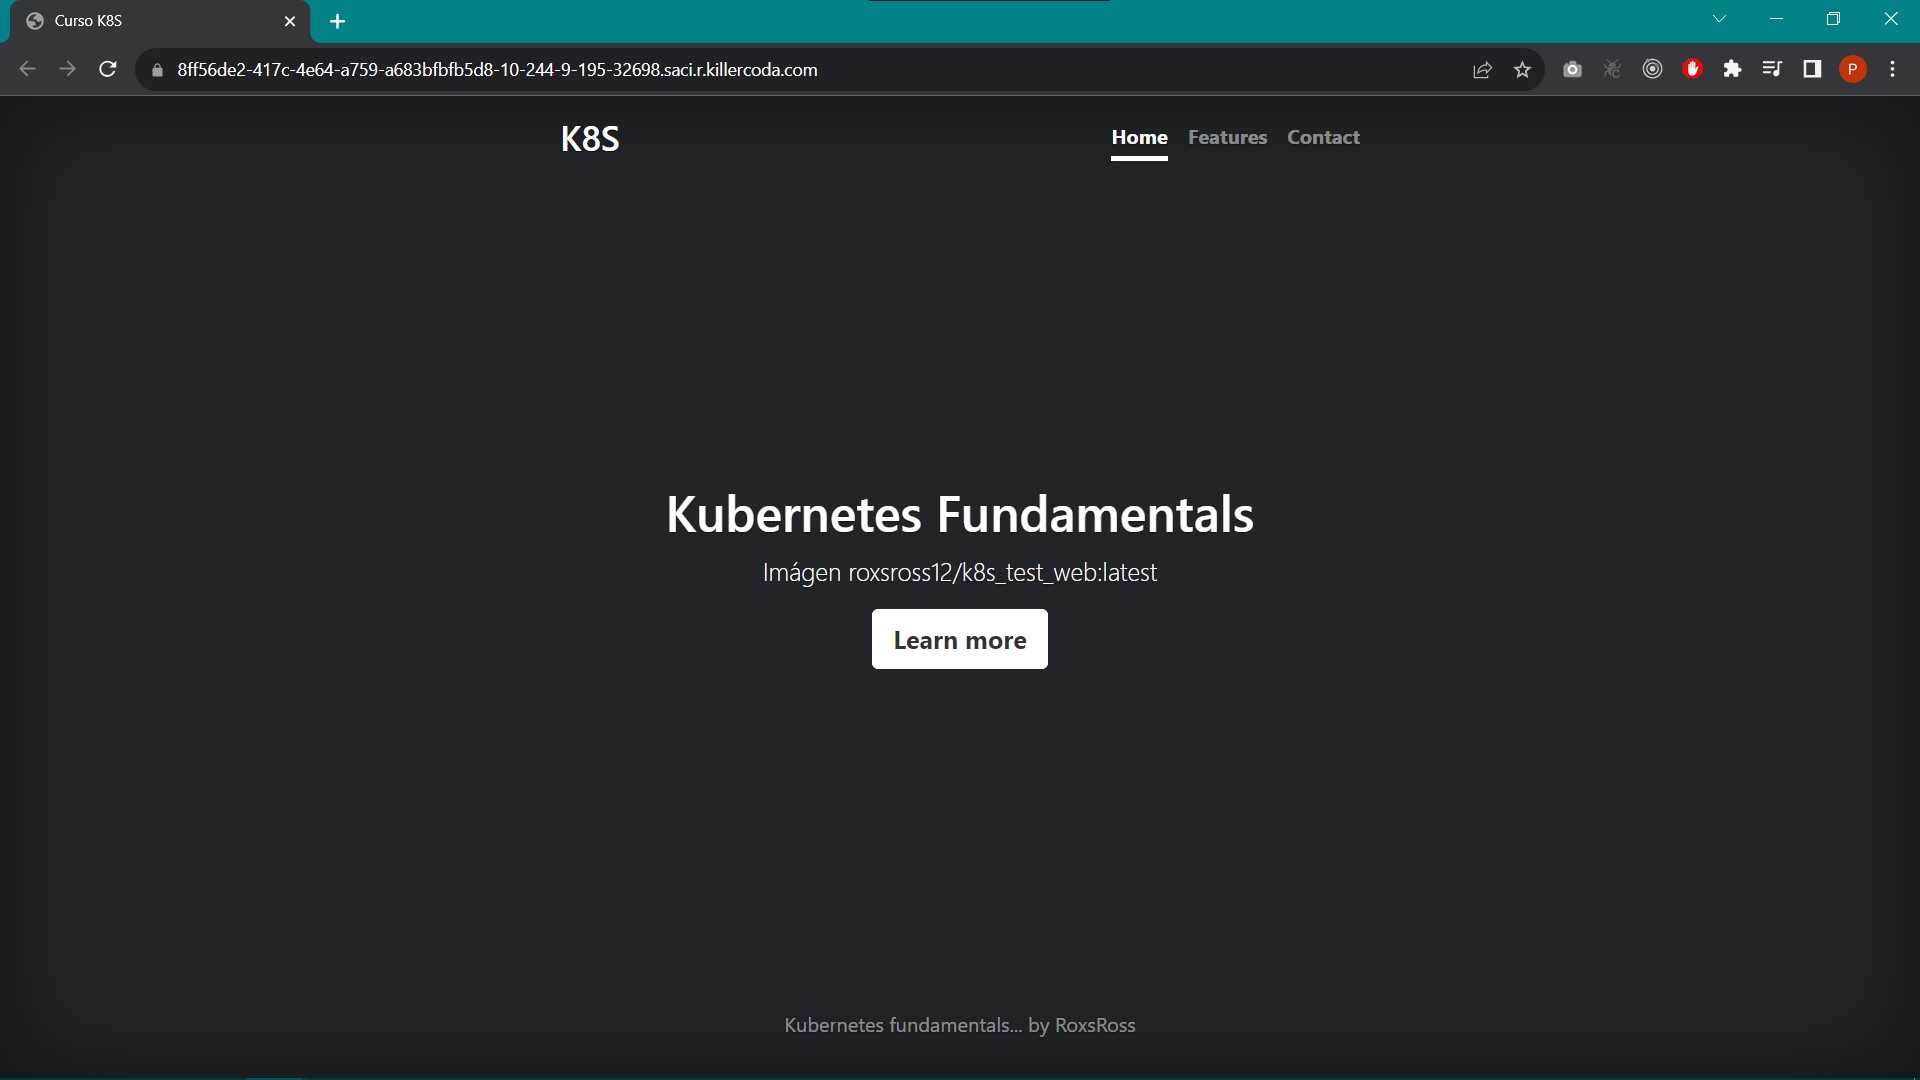 Curso K8S
8ff56de2-417c-4e64-a759-a683bfbfb5d8-10-244-9-195-32698.saci.r.killercoda.com
P
K8S
Home Features Contact
Kubernetes Fundamentals
Imágen roxsross12/k8s_test_web:latest
Learn more
Kubernetes fundamentals... by RoxsRoss